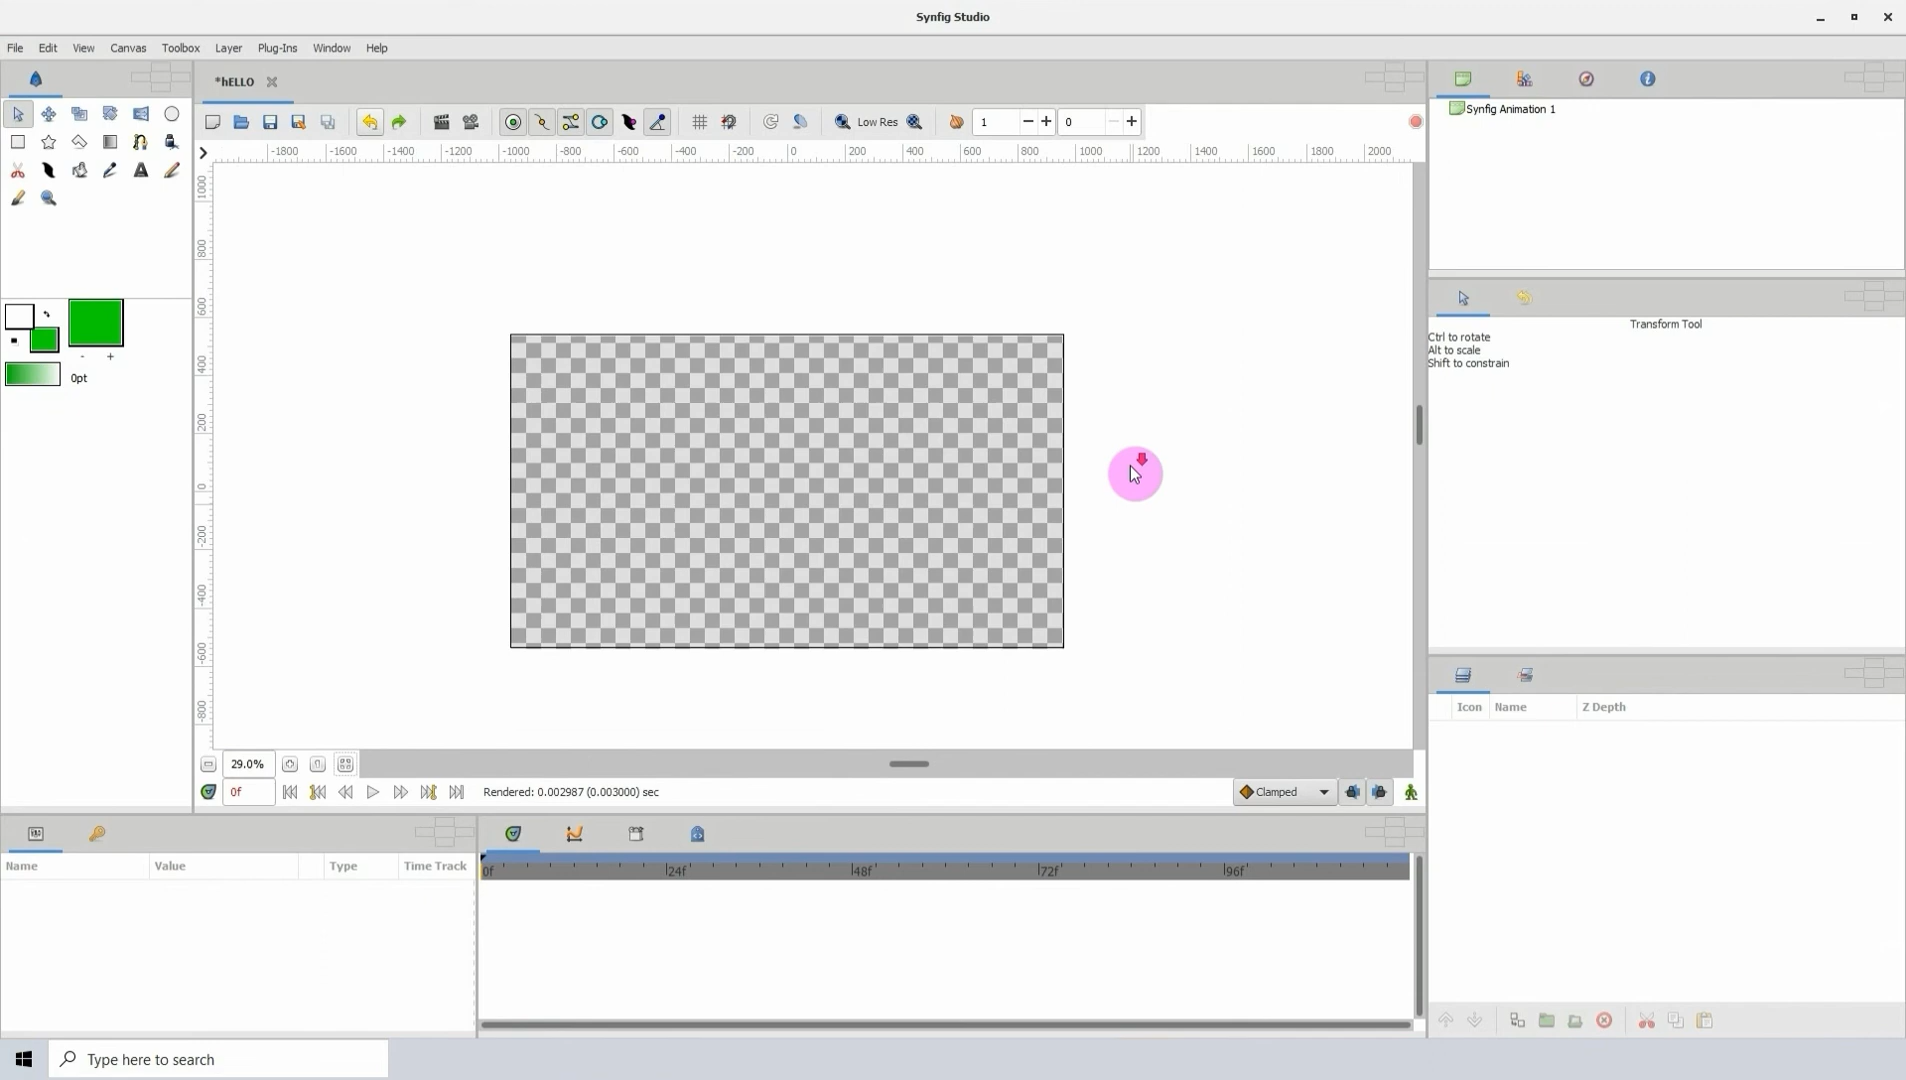 Synfig Studio
File Edit View Canvas Toolbox Layer Plug-Ins Window Help
*hELLO
Low Res 1 0
-1800 -1600 -1400 -1200 -1000 -800 -600 -400 -200 0 200 400 600 800 1000 1200 1400 1600 1800 2000
1000
800
600
400
200
0
-200
-400
-600
-800
- +
0pt
29.0%
0f
Rendered: 0.002987 (0.003000) sec
Clamped
Name Value Type Time Track
0f 24f 48f 72f 96f
Synfig Animation 1
Transform Tool
Ctrl to rotate
Alt to scale
Shift to constrain
Icon Name Z Depth
Type here to search